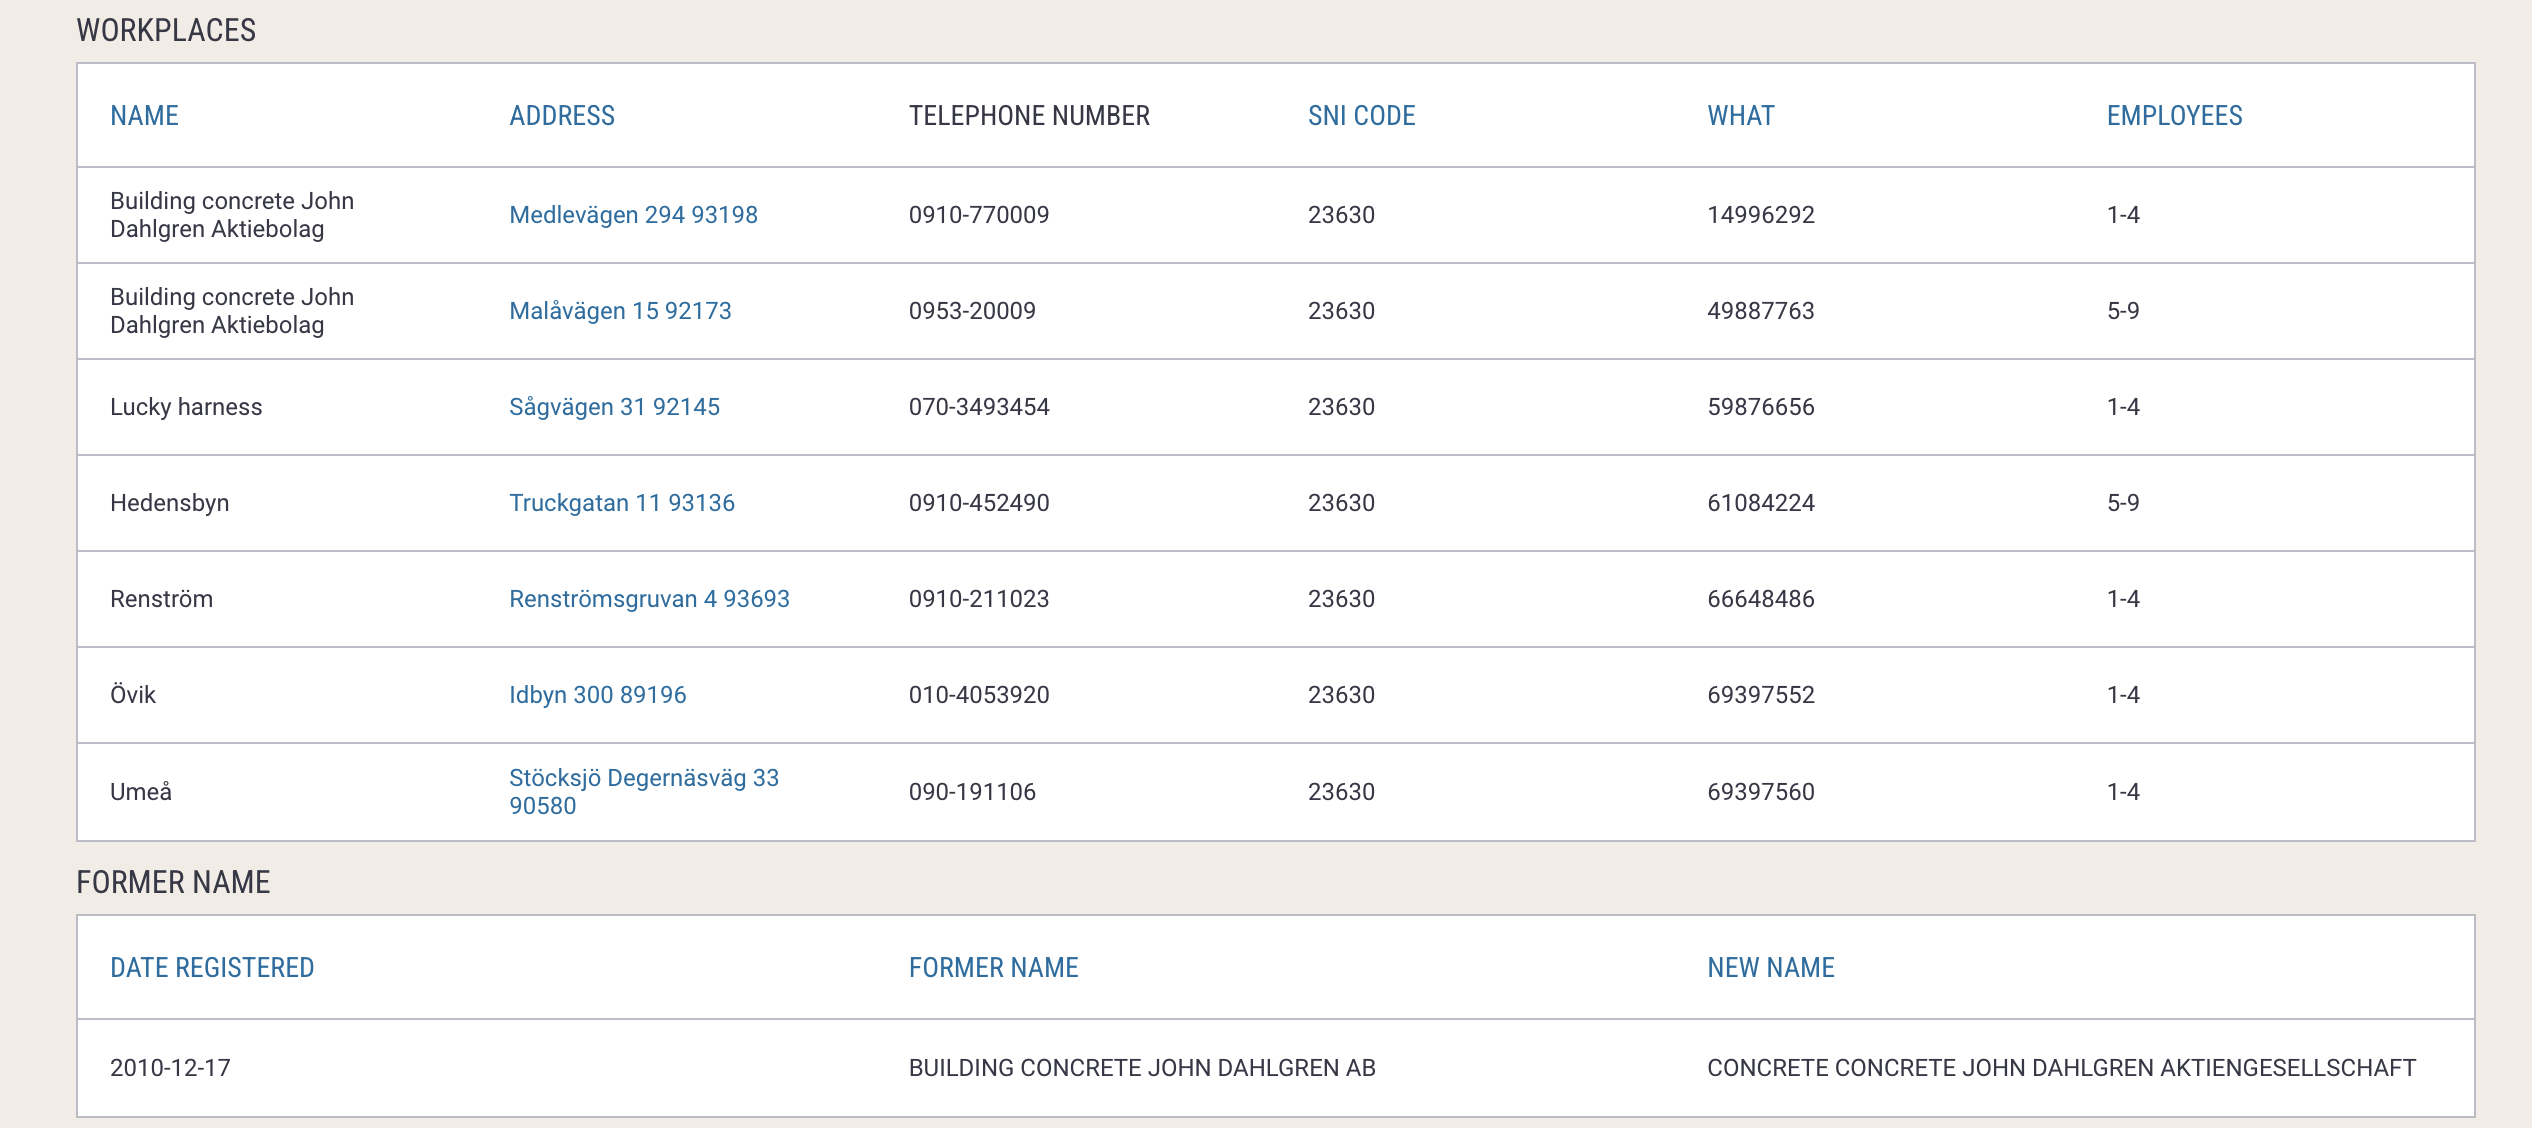 WORKPLACES
NAME ADDRESS TELEPHONE NUMBER SNI CODE WHAT EMPLOYEES
Building concrete John
Dahlgren Aktiebolag
Medlevägen 294 93198 0910-770009 23630 14996292 1-4
Building concrete John
Dahlgren Aktiebolag
Malåvägen 15 92173 0953-20009 23630 49887763 5-9
Lucky harness Sågvägen 31 92145 070-3493454 23630 59876656 1-4
Hedensbyn Truckgatan 11 93136 0910-452490 23630 61084224 5-9
Renström Renströmsgruvan 4 93693 0910-211023 23630 66648486 1-4
Övik Idbyn 300 89196 010-4053920 23630 69397552 1-4
Umeå
Stöcksjö Degernäsväg 33
90580
090-191106 23630 69397560 1-4
FORMER NAME
DATE REGISTERED FORMER NAME NEW NAME
2010-12-17 BUILDING CONCRETE JOHN DAHLGREN AB CONCRETE CONCRETE JOHN DAHLGREN AKTIENGESELLSCHAFT